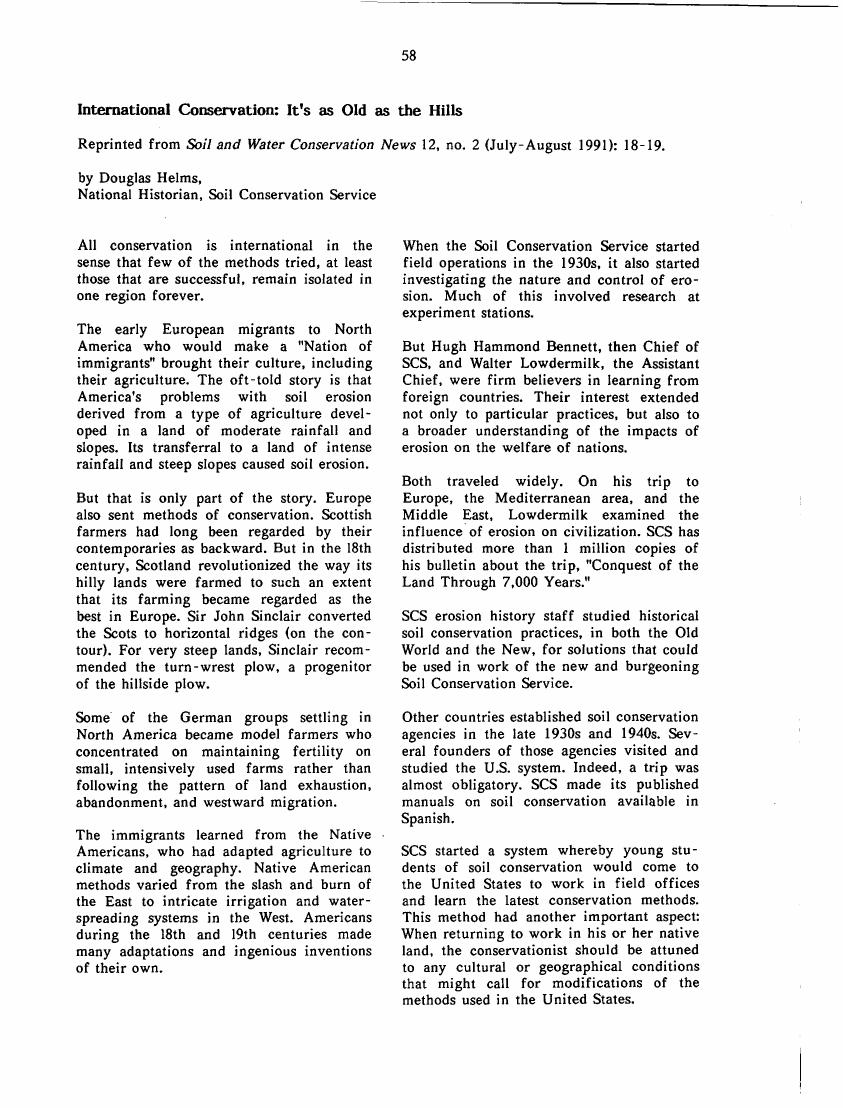 58
International Conservation: It's as Old as the Hills
Reprinted from Soil and Water Conservation News 12, no. 2 (July-August 1991): 18-19.
by Douglas Helms,
National Historian, Soil Conservation Service
All conservation is international in the
sense that few of the methods tried, at least
those that are successful, remain isolated in
one region forever.
The early European migrants to North
America who would make a "Nation of
immigrants" brought their culture, including
their agriculture. The oft-told story is that
America's problems with soil erosion
derived from a type of agriculture devel-
oped in a land of moderate rainfall and
slopes. Its transferral to a land of intense
rainfall and steep slopes caused soil erosion.
But that is only part of the story. Europe
also sent methods of conservation. Scottish
farmers had long been regarded by their
contemporaries as backward. But in the 18th
century, Scotland revolutionized the way its
hilly lands were farmed to such an extent
that its farming became regarded as the
best in Europe. Sir John Sinclair converted
the Scots to horizontal ridges (on the con-
tour). For very steep lands, Sinclair recom-
mended the turn-wrest plow, a progenitor
of the hillside plow.
Some of the German groups settling in
North America became model farmers who
concentrated on maintaining fertility on
small, intensively used farms rather than
following the pattern of land exhaustion,
abandonment, and westward migration.
The immigrants learned from the Native
Americans, who had adapted agriculture to
climate and geography. Native American
methods varied from the slash and burn of
the East to intricate irrigation and water-
spreading systems in the West. Americans
during the 18th and 19th centuries made
many adaptations and ingenious inventions
of their own.
When the Soil Conservation Service started
field operations in the 1930s, it also started
investigating the nature and control of ero-
sion. Much of this involved research at
experiment stations.
But Hugh Hammond Bennett, then Chief of
SCS, and Walter Lowdermilk, the Assistant
Chief, were firm believers in learning from
foreign countries. Their interest extended
not only to particular practices, but also to
a broader understanding of the impacts of
erosion on the welfare of nations.
Both traveled widely. On his trip to
Europe, the Mediterranean area, and the
Middle East, Lowdermilk examined the
influence of erosion on civilization. SCS has
distributed more than 1 million copies of
his bulletin about the trip, "Conquest of the
Land Through 7,000 Years."
SCS erosion history staff studied historical
soil conservation practices, in both the Old
World and the New, for solutions that could
be used in work of the new and burgeoning
Soil Conservation Service.
Other countries established soil conservation
agencies in the late 1930s and 1940s. Sev-
eral founders of those agencies visited and
studied the U.S. system. Indeed, a trip was
almost obligatory. SCS made its published
manuals on soil conservation available in
Spanish.
SCS started a system whereby young stu-
dents of soil conservation would come to
the United States to work in field offices
and learn the latest conservation methods.
This method had another important aspect:
When returning to work in his or her native
land, the conservationist should be attuned
to any cultural or geographical conditions
that might call for modifications of the
methods used in the United States.